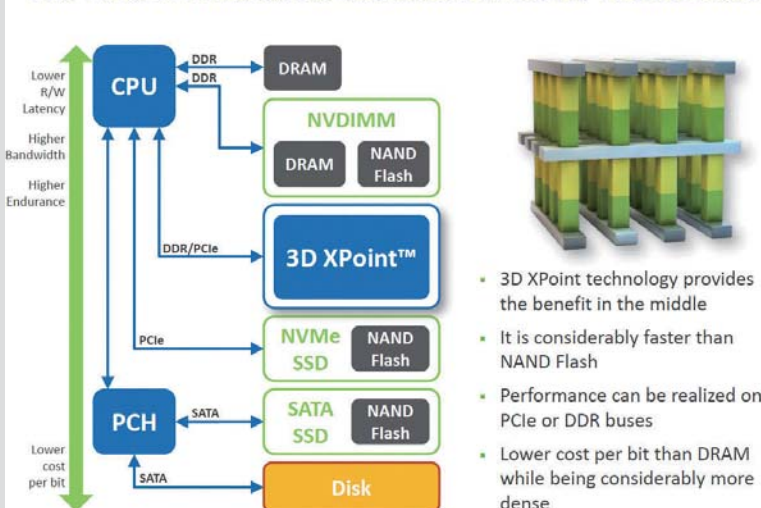 Lower
R/W
Latency
Higher
Bandwidth
Higher
Endurance
Lower
cost
per bit
CPU
DDR
DDR
DRAM
NVDIMM
DRAM
NAND
Flash
DDR/PCIe
3D XPoint™
PCIe
NVMe
SSD
NAND
Flash
PCH
SATA
SATA
SSD
NAND
Flash
SATA
Disk
▪ 3D XPoint technology provides
the benefit in the middle
▪ It is considerably faster than
NAND Flash
▪ Performance can be realized on
PCIe or DDR buses
▪ Lower cost per bit than DRAM
while being considerably more
dense